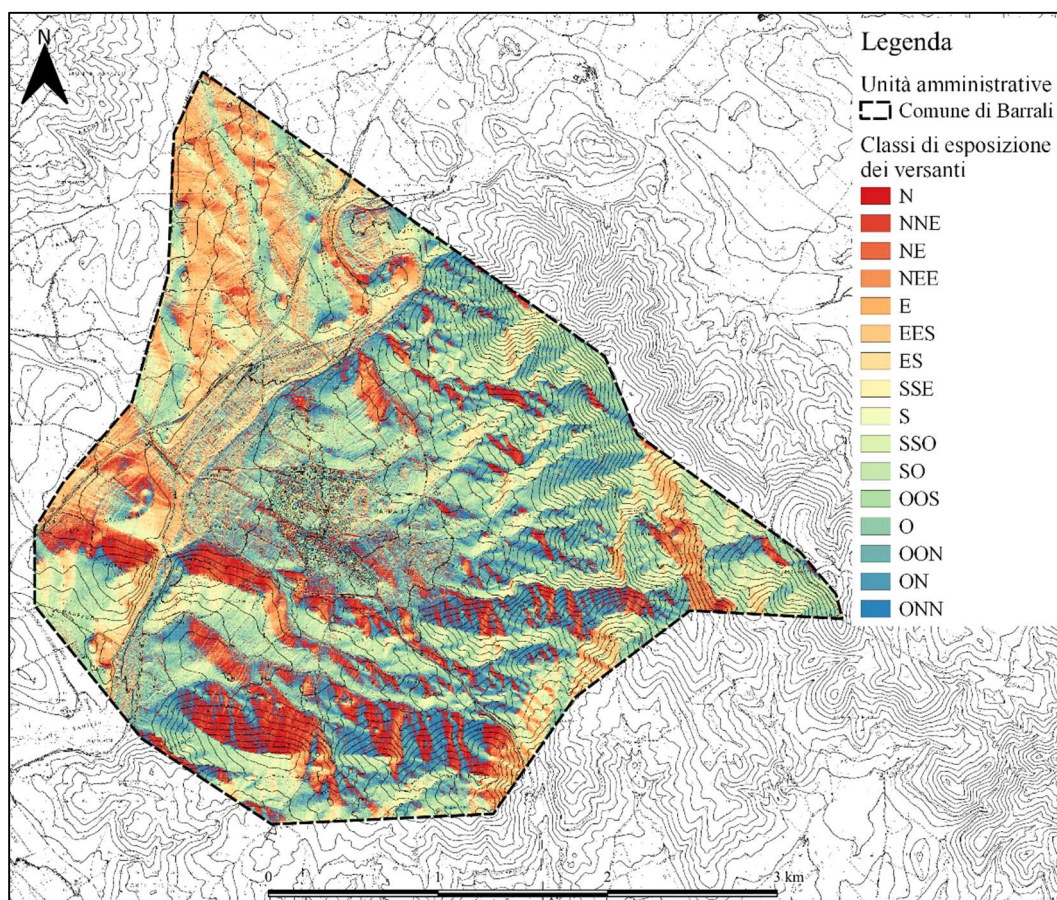 N
Legenda
Unità amministrative
Comune di Barrali
Classi di esposizione
dei versanti
N
NNE
NE
NEE
E
EES
ES
SSE
S
SSO
SO
OOS
O
OON
ON
ONN
0 1 2 3 km